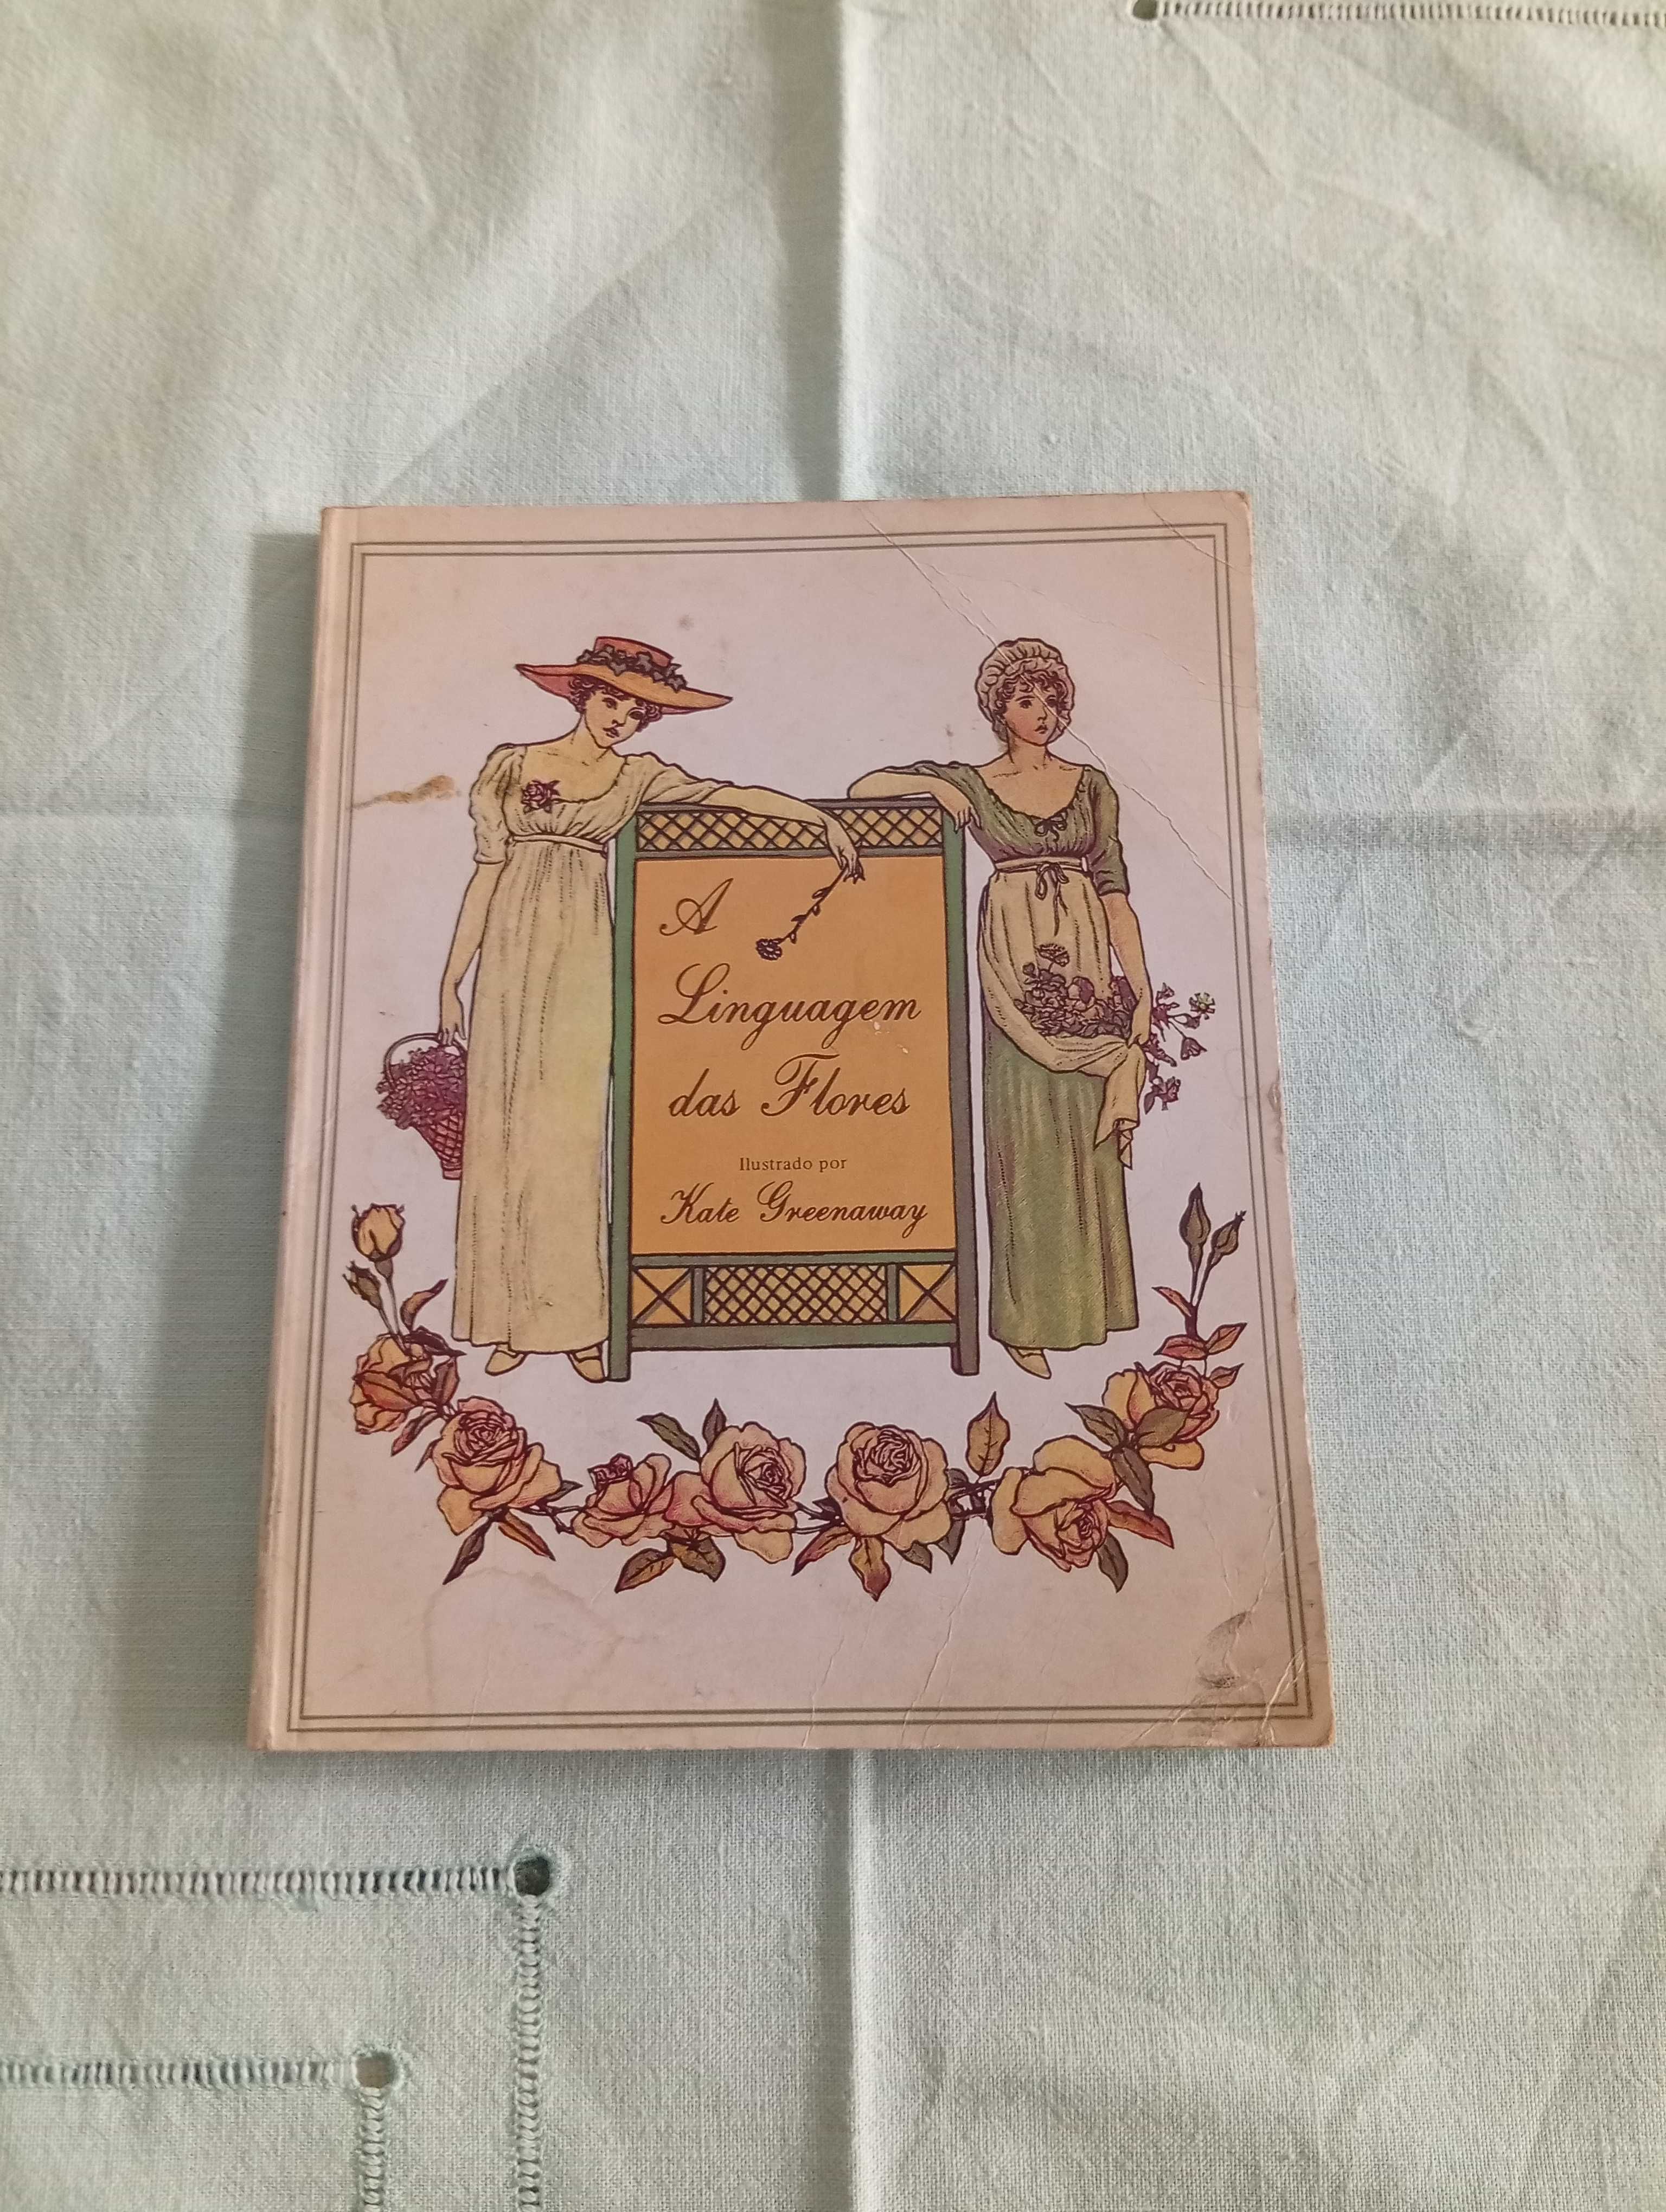 A
Linguagem
das Flores
Ilustrado por
Kate Greenaway